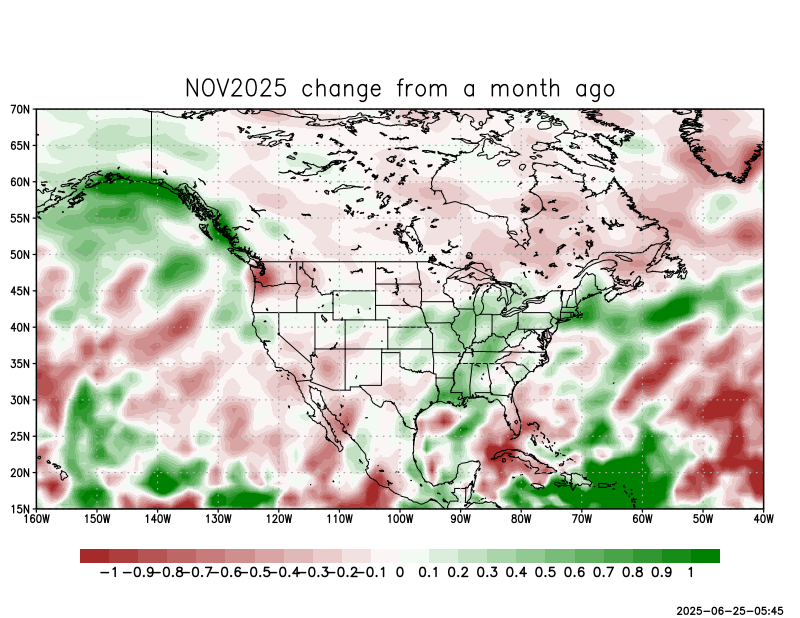 NOV2025 change from a month ago
70N
65N
60N
55N
50N
45N
40N
35N
30N
25N
20N
15N
160W 150W 140W 130W 120W 110W 100W 90W 80W 70W 60W 50W 40W
-1 -0.9 -0.8 -0.7 -0.6 -0.5 -0.4 -0.3 -0.2 -0.1 0 0.1 0.2 0.3 0.4 0.5 0.6 0.7 0.8 0.9 1
2025-06-25-05:45